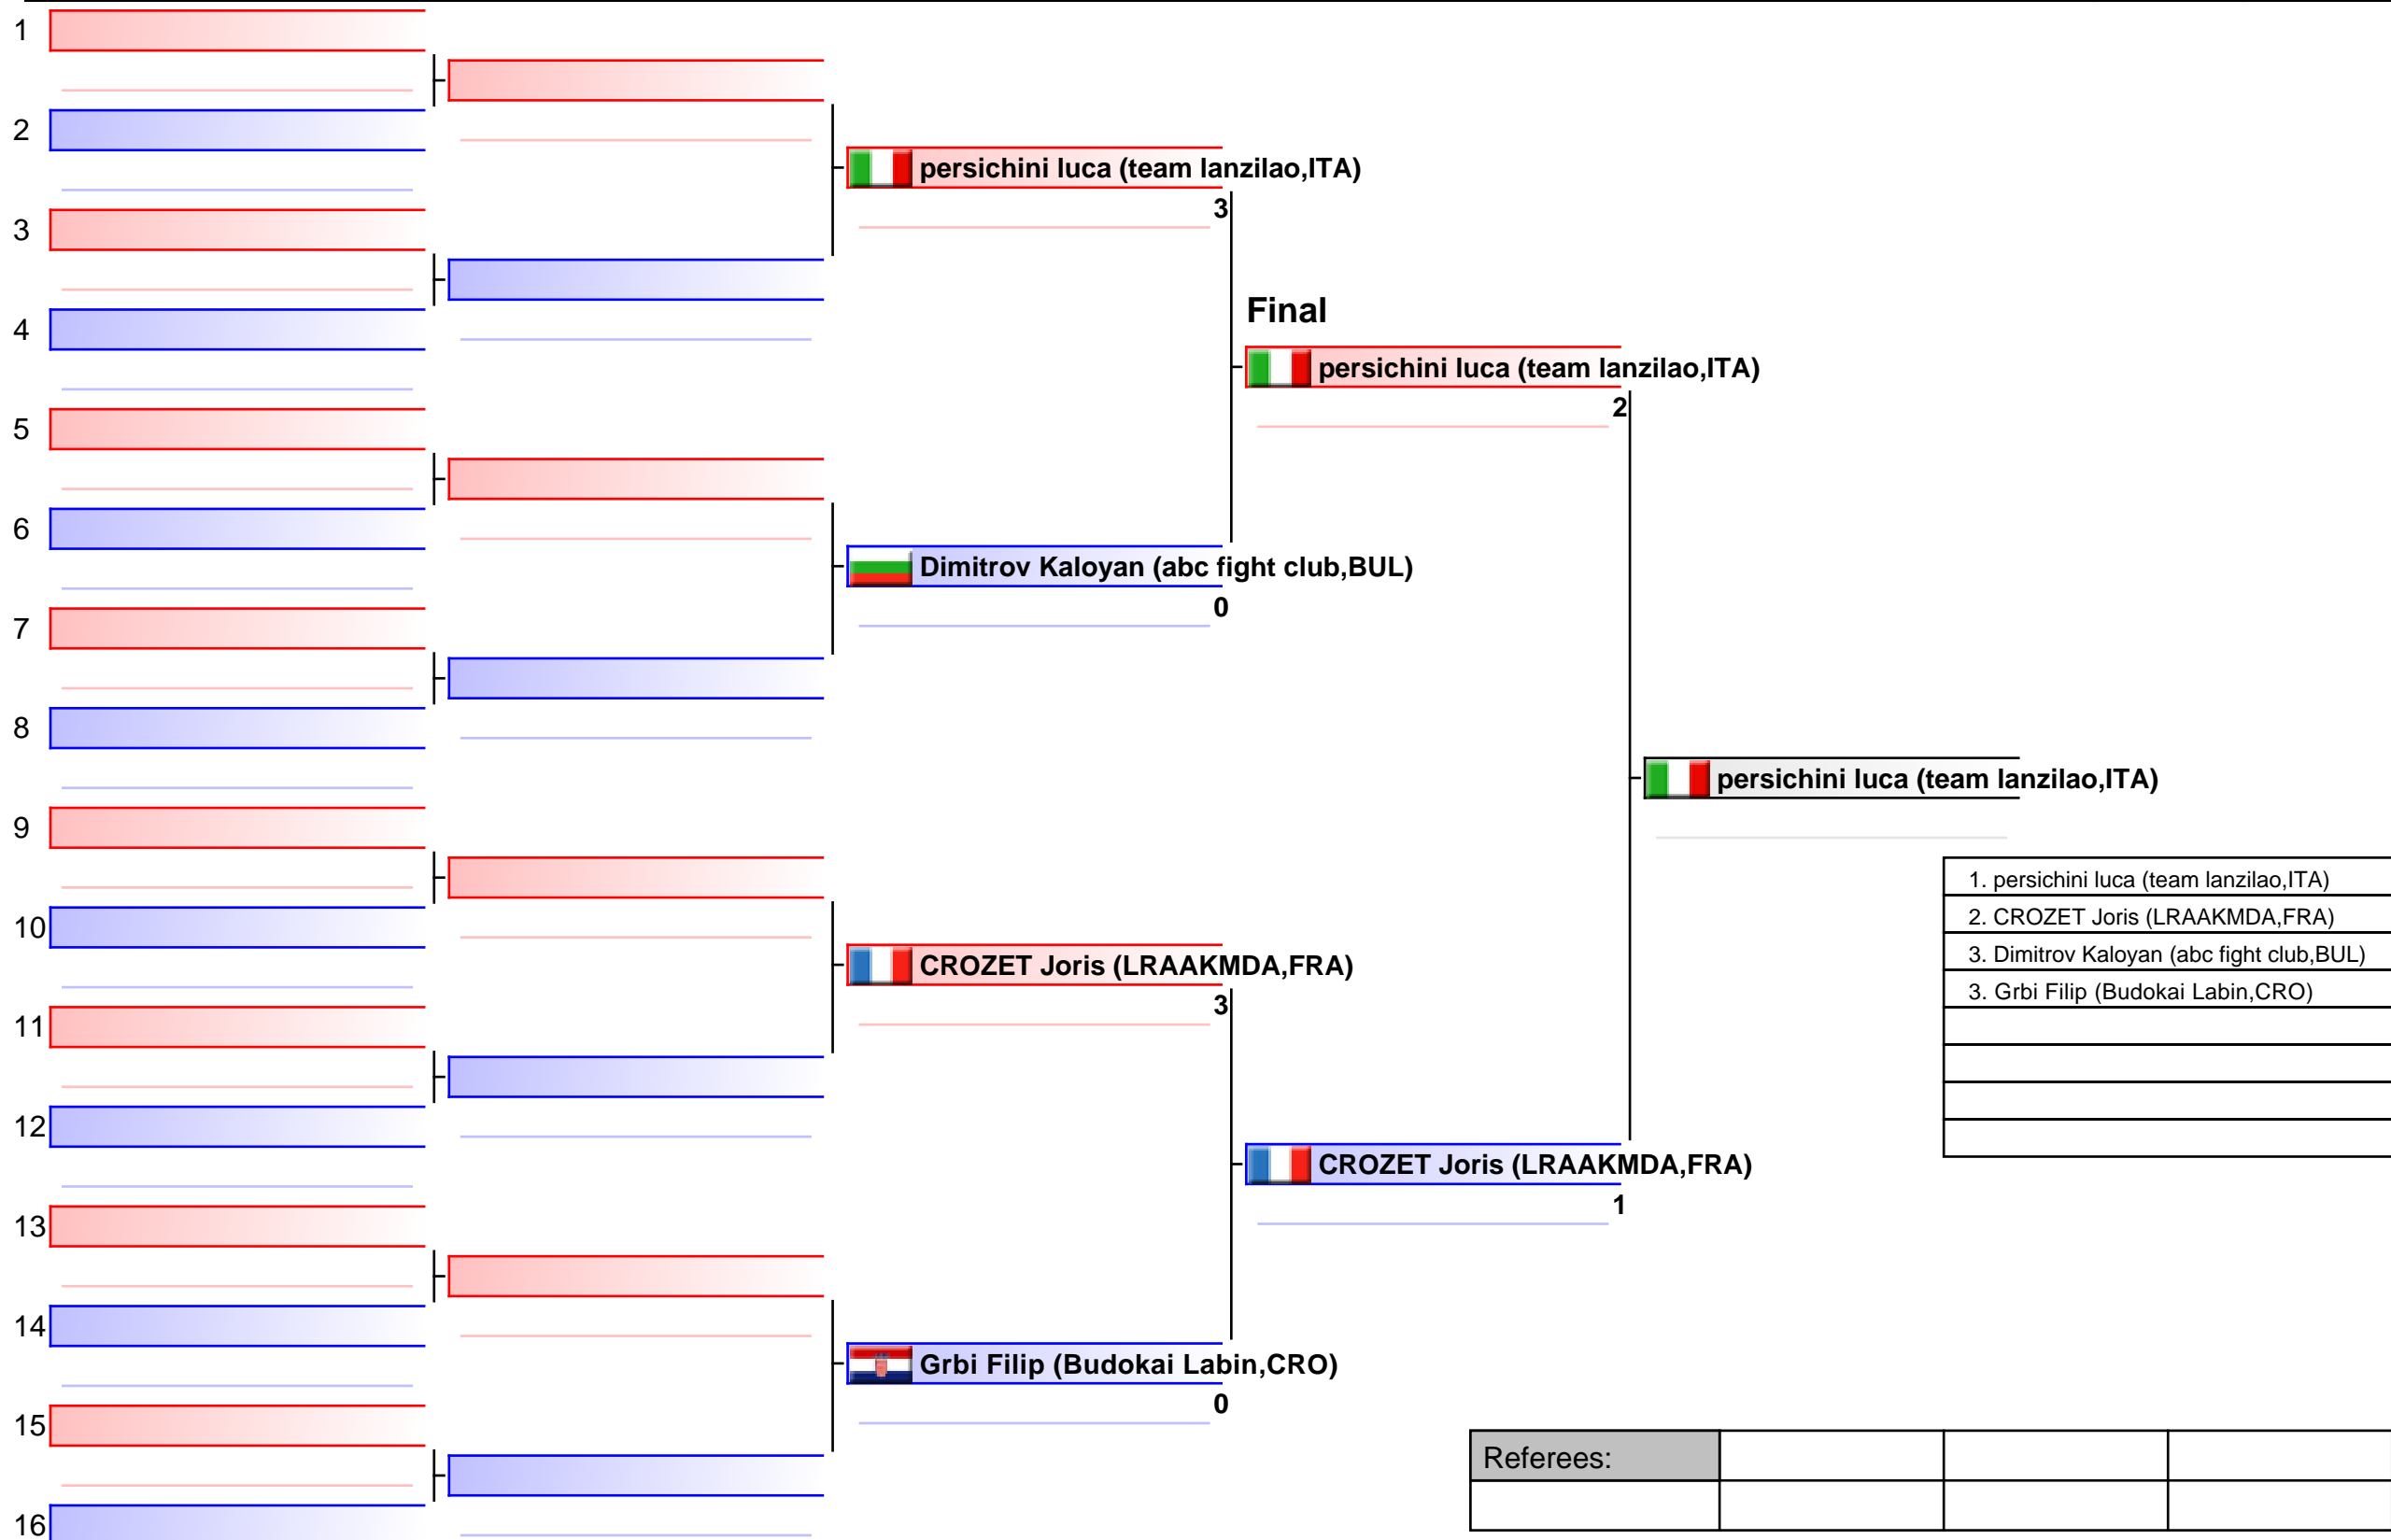 1
2
persichini luca (team lanzilao,ITA)
3
3
Final
4
persichini luca (team lanzilao,ITA)
2
5
6
Dimitrov Kaloyan (abc fight club,BUL)
0
7
8
persichini luca (team lanzilao,ITA)
9
1. persichini luca (team lanzilao,ITA)
2. CROZET Joris (LRAAKMDA,FRA)
3. Dimitrov Kaloyan (abc fight club,BUL)
3. Grbi Filip (Budokai Labin,CRO)
10
CROZET Joris (LRAAKMDA,FRA)
3
11
12
CROZET Joris (LRAAKMDA,FRA)
1
13
14
Grbi Filip (Budokai Labin,CRO)
0
15
Referees:
16